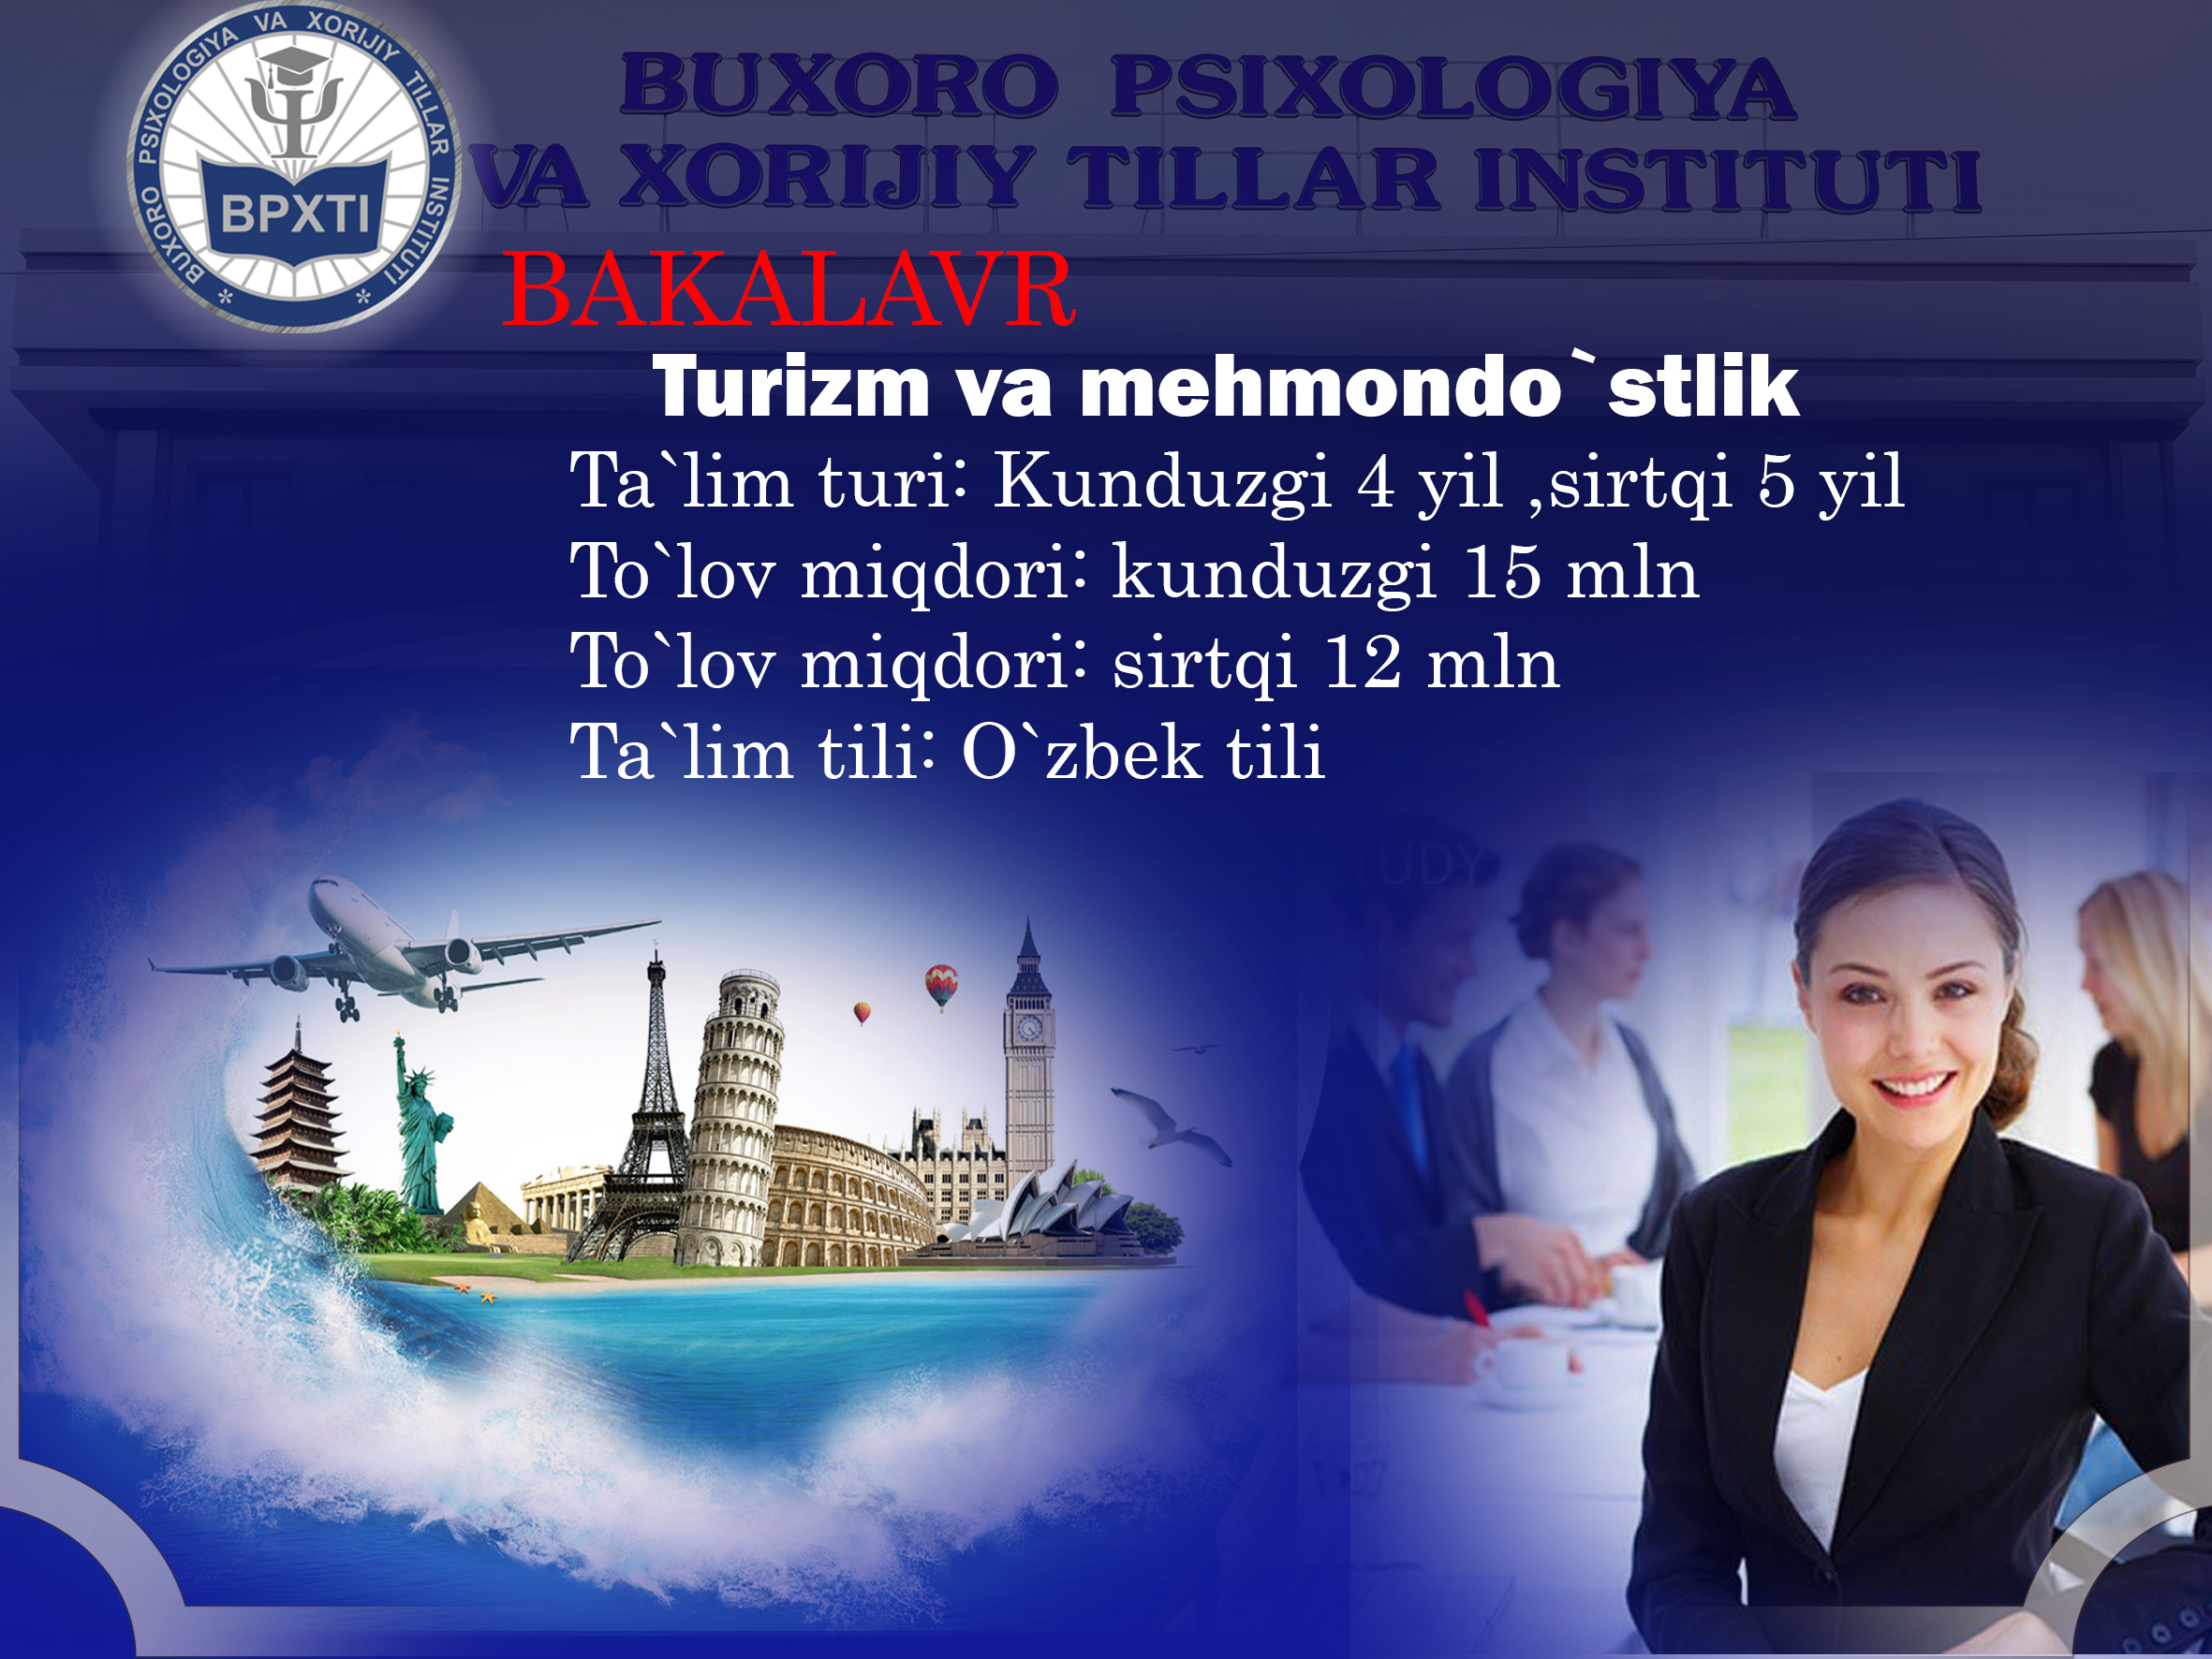 BUXORO PSIXOLOGIYA VA XORIJIY TILLAR INSTITUTI
BPXTI
BUXORO PSIXOLOGIYA
VA XORIJIY TILLAR INSTITUTI
BAKALAVR
Turizm va mehmondo`stlik
Ta`lim turi: Kunduzgi 4 yil ,sirtqi 5 yil
To`lov miqdori: kunduzgi 15 mln
To`lov miqdori: sirtqi 12 mln
Ta`lim tili: O`zbek tili